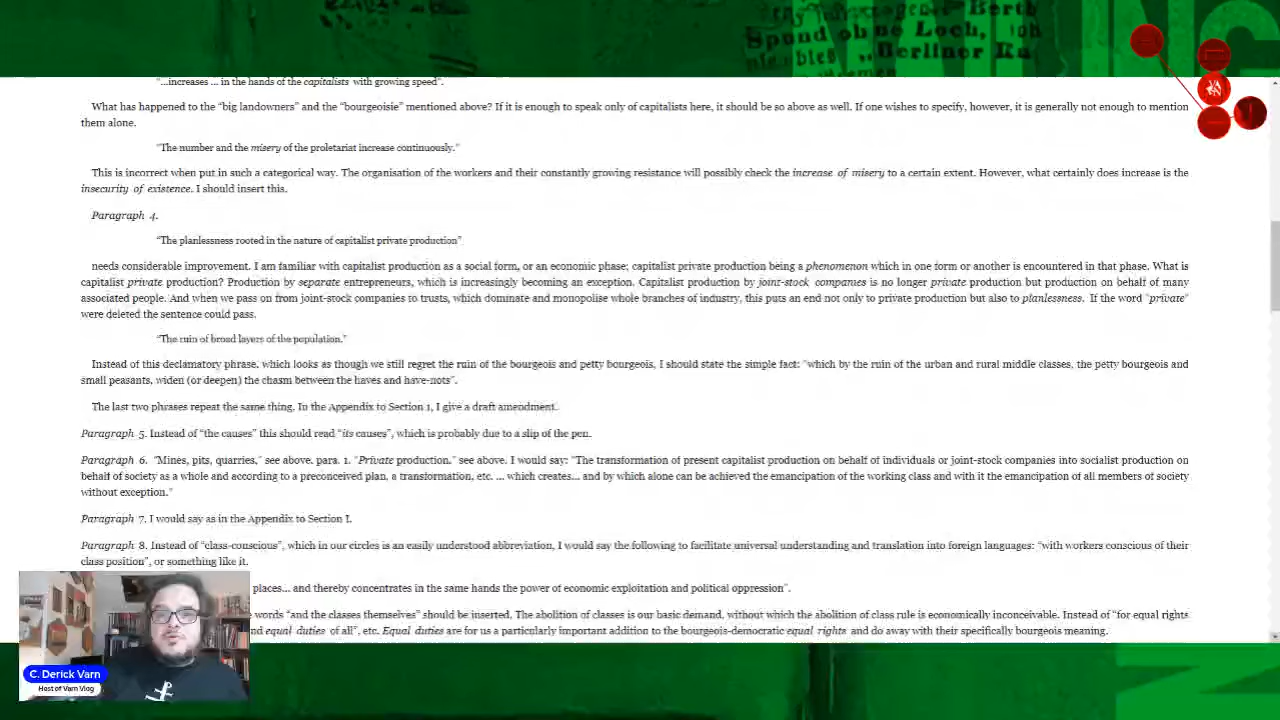 ny fairrogener Berth
Spund ohne Loch, ioh
Berliner Ku
"...increases ... in the hands of the capitalists with growing speed".
What has happened to the "big landowners" and the "bourgeoisie" mentioned above? If it is enough to speak only of capitalists here, it should be so above as well. If one wishes to specify, however, it is generally not enough to mention
them alone.
"The number and the misery of the proletariat increase continuously."
This is incorrect when put in such a categorical way. The organisation of the workers and their constantly growing resistance will possibly check the increase of misery to a certain extent. However, what certainly does increase is the
insecurity of existence. I should insert this.
Paragraph 4.
"The planlessness rooted in the nature of capitalist private production"
needs considerable improvement. I am familiar with capitalist production as a social form, or an economic phase; capitalist private production being a phenomenon which in one form or another is encountered in that phase. What is
capitalist private production? Production by separate entrepreneurs, which is increasingly becoming an exception. Capitalist production by joint-stock companies is no longer private production but production on behalf of many
associated people. And when we pass on from joint-stock companies to trusts, which dominate and monopolise whole branches of industry, this puts an end not only to private production but also to planlessness. If the word "private"
were deleted the sentence could pass.
"The ruin of broad layers of the population."
Instead of this declamatory phrase, which looks as though we still regret the ruin of the bourgeois and petty bourgeois, I should state the simple fact: "which by the ruin of the urban and rural middle classes, the petty bourgeois and
small peasants, widen (or deepen) the chasm between the haves and have-nots".
The last two phrases repeat the same thing. In the Appendix to Section 1, I give a draft amendment.
Paragraph 5. Instead of "the causes" this should read "its causes", which is probably due to a slip of the pen.
Paragraph 6. "Mines, pits, quarries," see above, para. 1. "Private production," see above. I would say: "The transformation of present capitalist production on behalf of individuals or joint-stock companies into socialist production on
behalf of society as a whole and according to a preconceived plan, a transformation, etc. ... which creates... and by which alone can be achieved the emancipation of the working class and with it the emancipation of all members of society
without exception."
Paragraph 7. I would say as in the Appendix to Section I.
Paragraph 8. Instead of "class-conscious", which in our circles is an easily understood abbreviation, I would say the following to facilitate universal understanding and translation into foreign languages: "with workers conscious of their
class position", or something like it.
places... and thereby concentrates in the same hands the power of economic exploitation and political oppression".
words "and the classes themselves" should be inserted. The abolition of classes is our basic demand, without which the abolition of class rule is economically inconceivable. Instead of "for equal rights
nd equal duties of all", etc. Equal duties are for us a particularly important addition to the bourgeois-democratic equal rights and do away with their specifically bourgeois meaning.
C. Derick Varn
Host of Varn Vlog